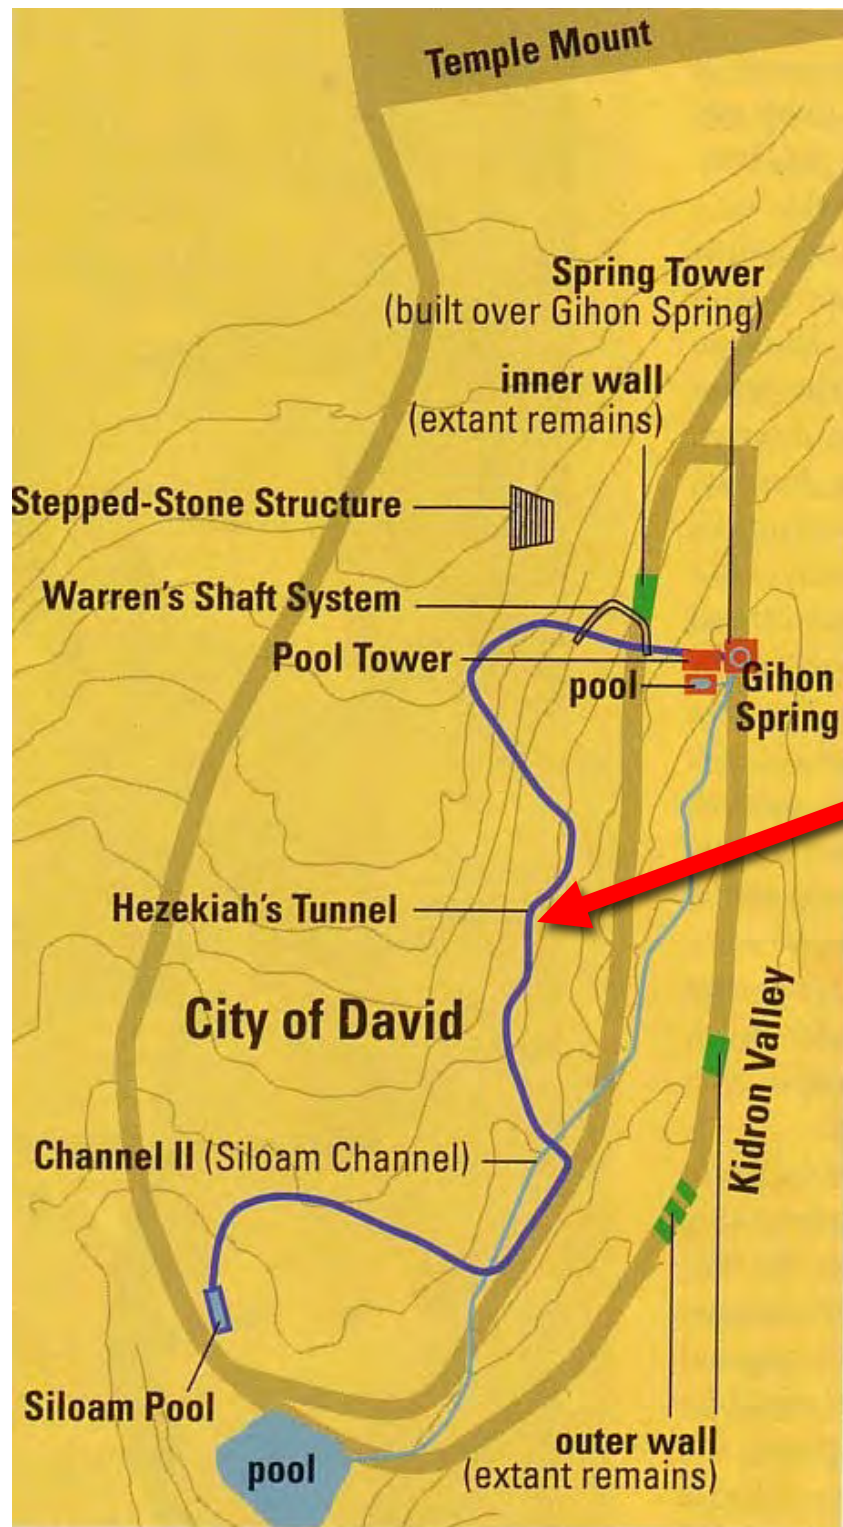 Temple Mount
Spring Tower
(built over Gihon Spring)
inner wall
(extant remains)
Stepped-Stone Structure
Warren's Shaft System
Pool Tower
pool
Gihon
Spring
Hezekiah's Tunnel
City of David
Kidron Valley
Channel II (Siloam Channel)
Siloam Pool
pool
outer wall
(extant remains)